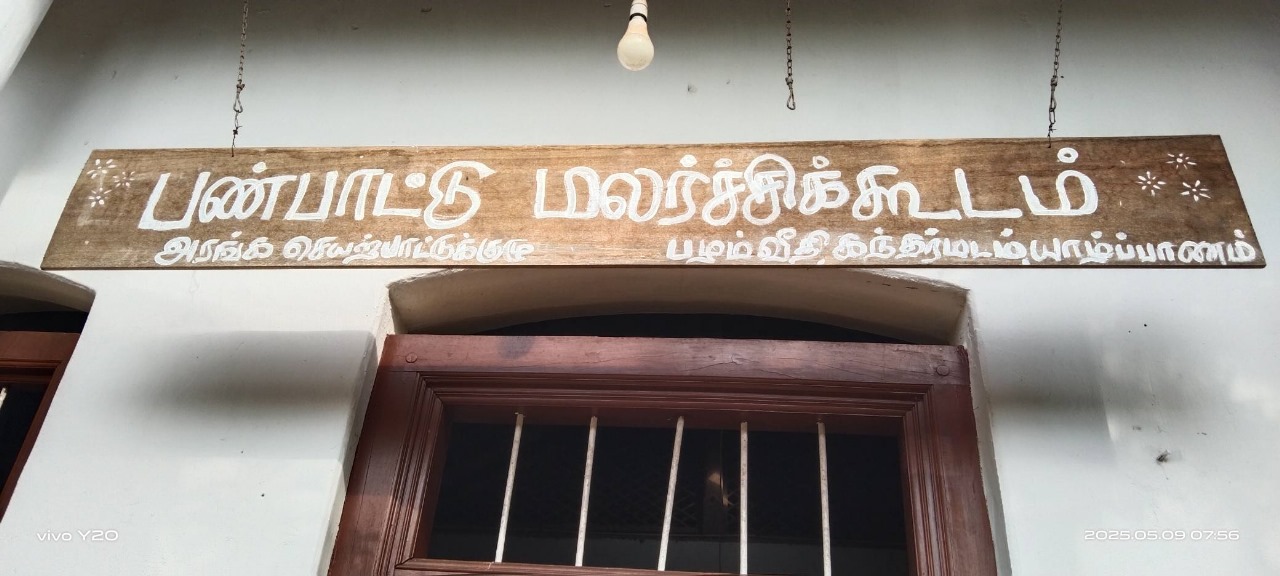 பண்பாட்டு மலர்ச்சிக்கூடம்
அரங்க செயற்பாட்டுக்குழு பழம்வீதி கந்தர்மடம், யாழ்ப்பாணம்
vivo Y20 2025.05.09 07:56